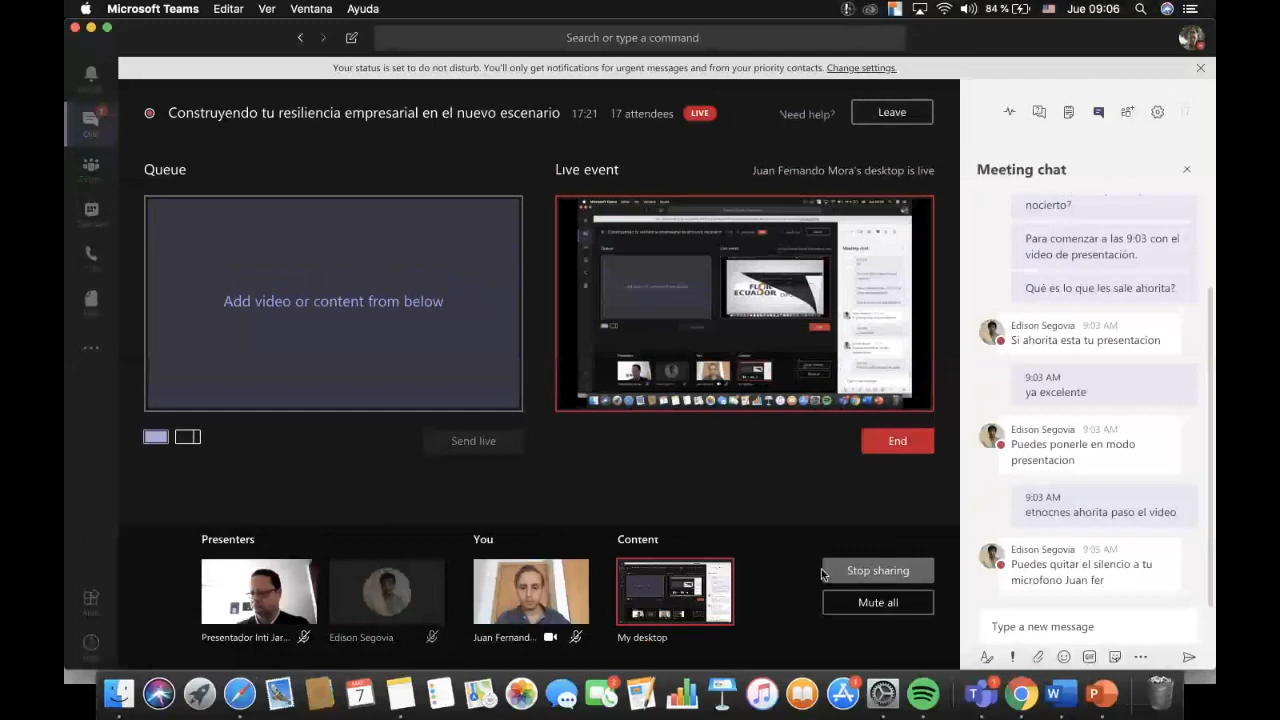 Microsoft Teams Editar Ver Ventana Ayuda
84 % Jue 09:06
Search or type a command
Your status is set to do not disturb. You'll only get notifications for urgent messages and from your priority contacts. Change settings.
Construyendo tu resiliencia empresarial en el nuevo escenario 17:21 17 attendees LIVE
Need help? Leave
Chat
Queue
Live event Juan Fernando Mora's desktop is live
Add video or content from below
ECUADOR
Send live
End
Presenters
You
Content
Stop sharing
Mute all
Presentador Inti Jar...
Edison Segovia
Juan Fernand...
My desktop
Meeting chat
nocierto?
Para comenzar a las 9:03 con el
video de presentación.
Qué es lo que les sale ahorita?
Edison Segovia 9:03 AM
Si ahorita esta tu presentacion
9:03 AM
ya excelente
Edison Segovia 9:03 AM
Puedes ponerle en modo
presentacion
9:03 AM
etnocnes ahorita paso el video
Edison Segovia 9:05 AM
Puedes quitar el silencio a tu
microfono Juan fer
Type a new message
MAY
7